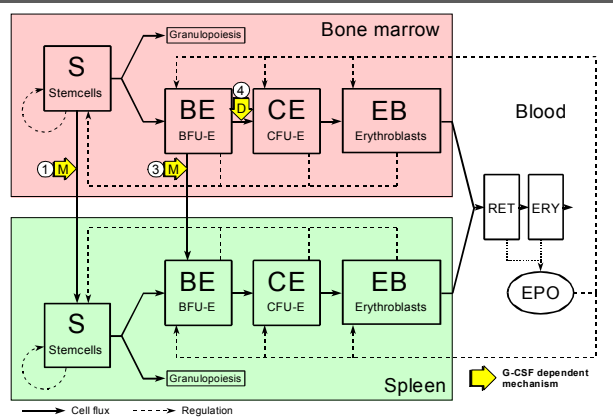 Bone marrow
Granulopoiesis
S
Stemcells
4
D
BE
BFU-E
CE
CFU-E
EB
Erythroblasts
Blood
1 M
3 M
RET
ERY
EPO
BE
BFU-E
CE
CFU-E
EB
Erythroblasts
S
Stemcells
Granulopoiesis
Spleen
G-CSF dependent
mechanism
Cell flux
Regulation